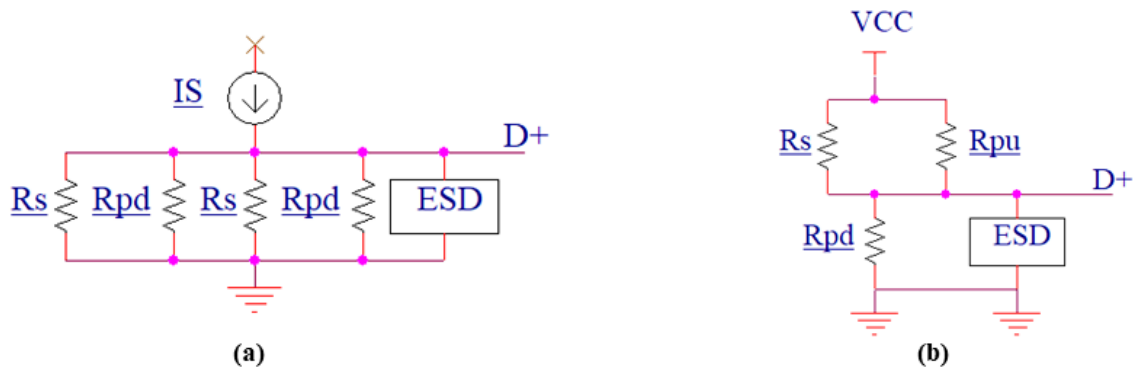 IS
D+
Rs Rpd Rs Rpd ESD
(a)
VCC
Rs Rpu
D+
Rpd ESD
(b)